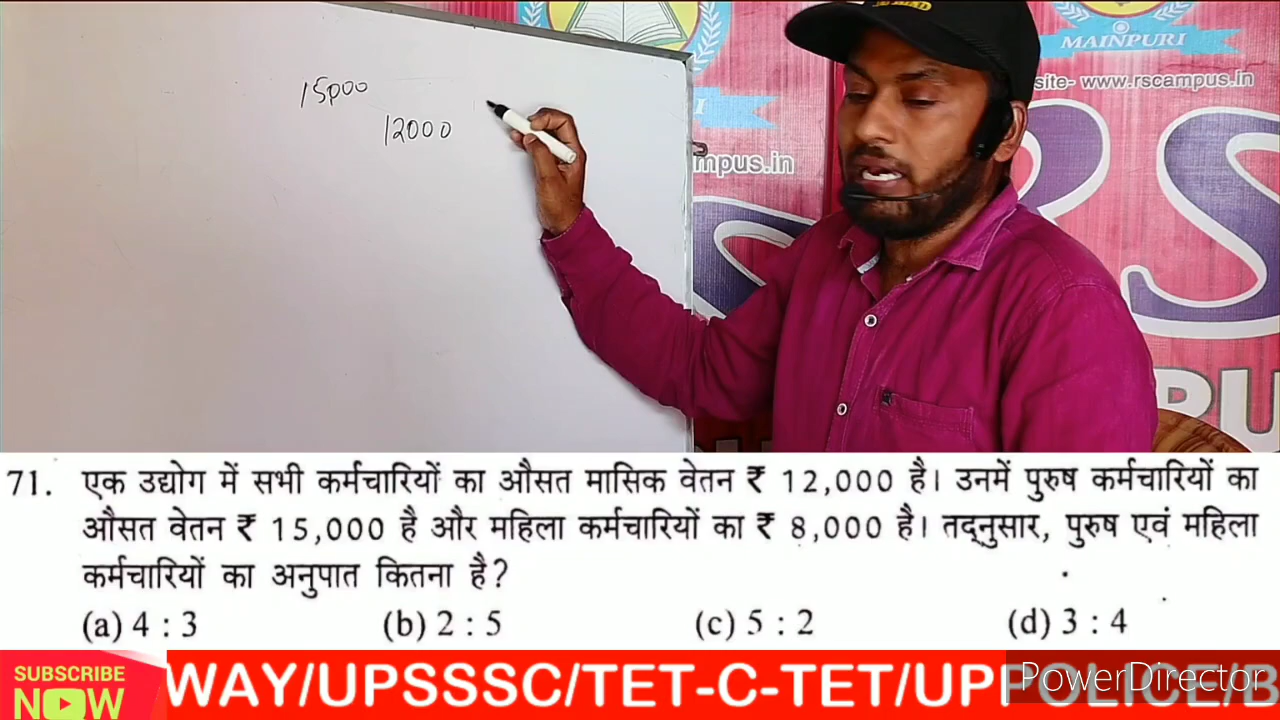 MAINPURI
site- www.rscampus.in
15000
12000
mpus.in
S
PU
71. एक उद्योग में सभी कर्मचारियों का औसत मासिक वेतन ₹ 12,000 है। उनमें पुरुष कर्मचारियों का
औसत वेतन ₹ 15,000 है और महिला कर्मचारियों का ₹ 8,000 है। तद्नुसार, पुरुष एवं महिला
कर्मचारियों का अनुपात कितना है?
(a) 4 : 3 (b) 2 : 5 (c) 5 : 2 (d) 3 : 4
SUBSCRIBE
NOW
WAY/UPSSSC/TET-C-TET/UPPOLICE/B
PowerDirector